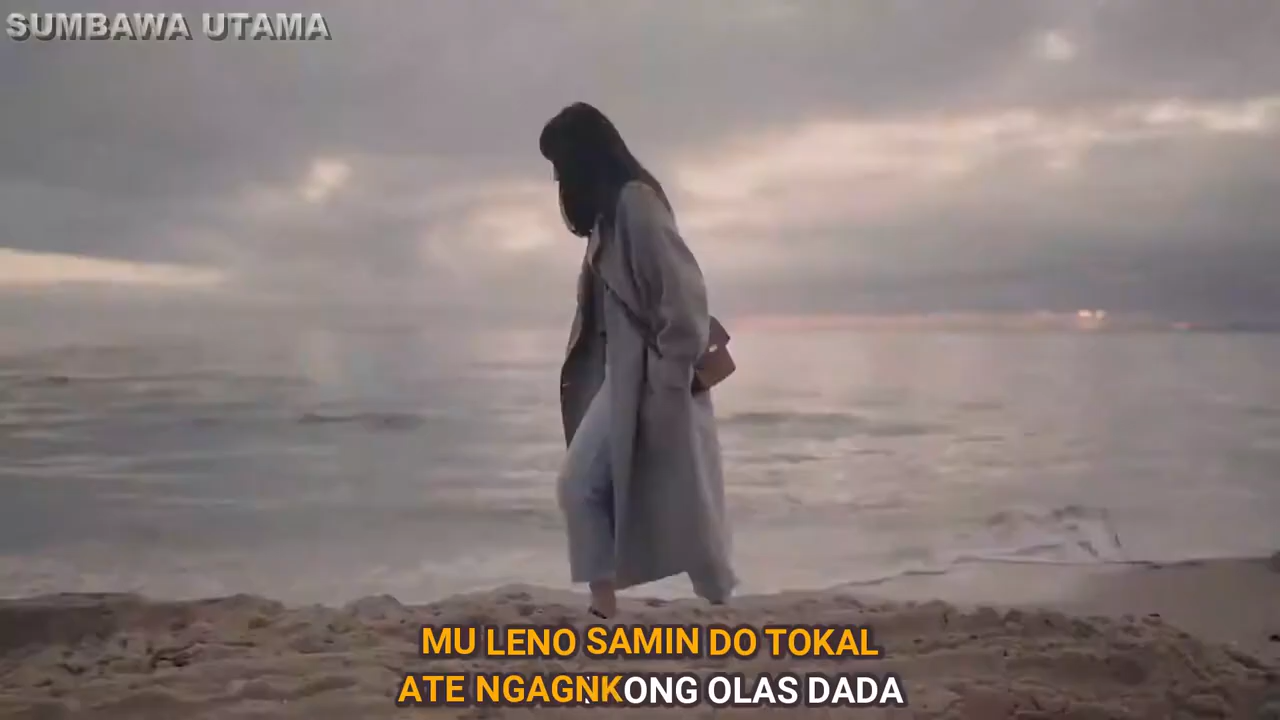 SUMBAWA UTAMA
MU LENO SAMIN DO TOKAL
ATE NGAGNKONG OLAS DADA